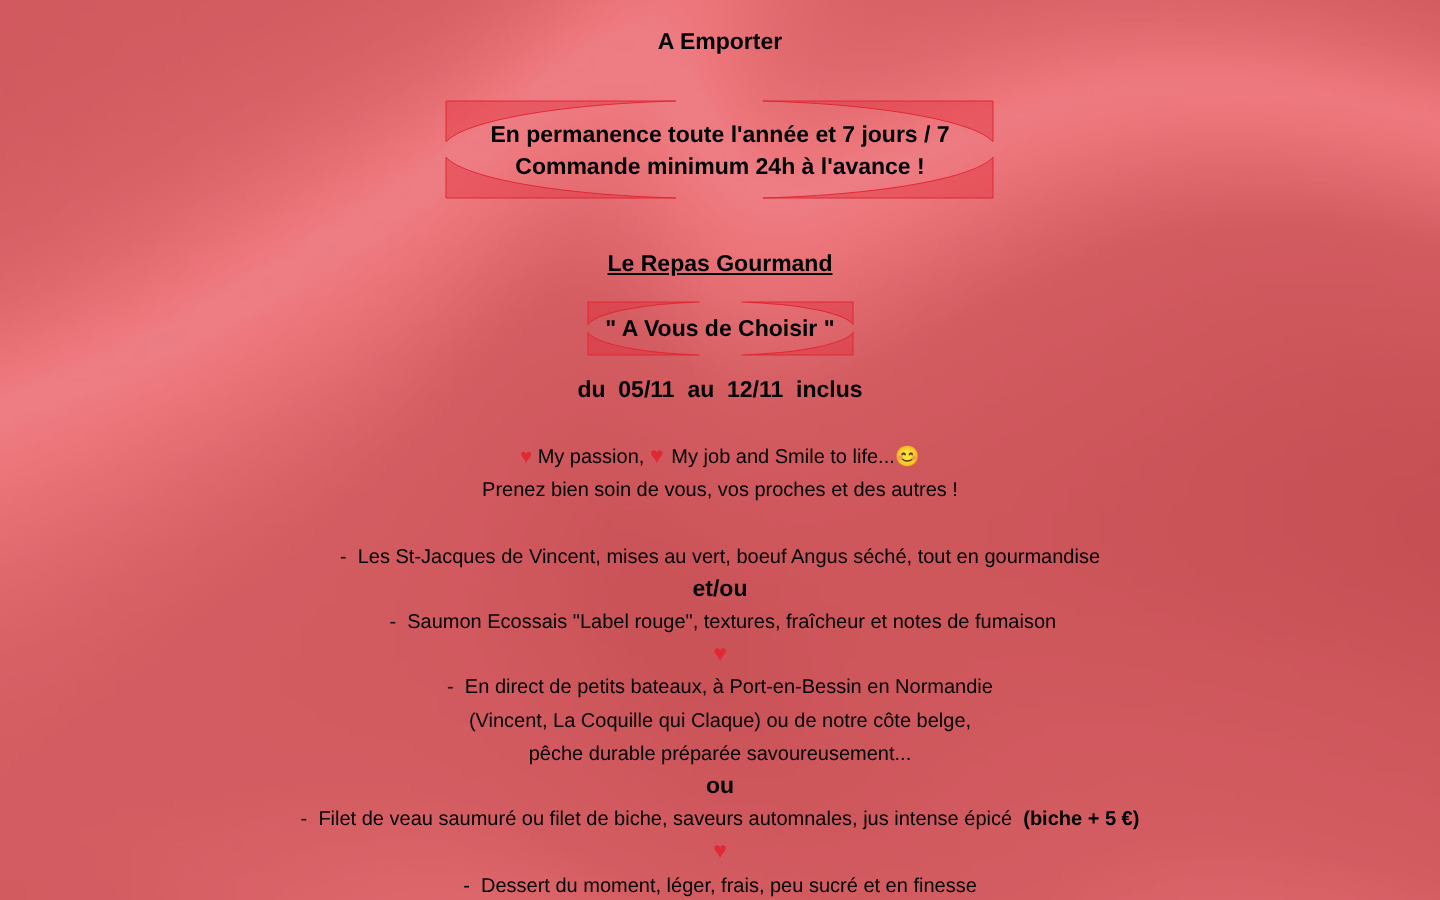 A Emporter
En permanence toute l'année et 7 jours / 7
Commande minimum 24h à l'avance !
Le Repas Gourmand
" A Vous de Choisir "
du 05/11 au 12/11 inclus
♥ My passion, ♥ My job and Smile to life...😊
Prenez bien soin de vous, vos proches et des autres !
- Les St-Jacques de Vincent, mises au vert, boeuf Angus séché, tout en gourmandise
et/ou
- Saumon Ecossais "Label rouge", textures, fraîcheur et notes de fumaison
♥
- En direct de petits bateaux, à Port-en-Bessin en Normandie
(Vincent, La Coquille qui Claque) ou de notre côte belge,
pêche durable préparée savoureusement...
ou
- Filet de veau saumuré ou filet de biche, saveurs automnales, jus intense épicé (biche + 5 €)
♥
- Dessert du moment, léger, frais, peu sucré et en finesse